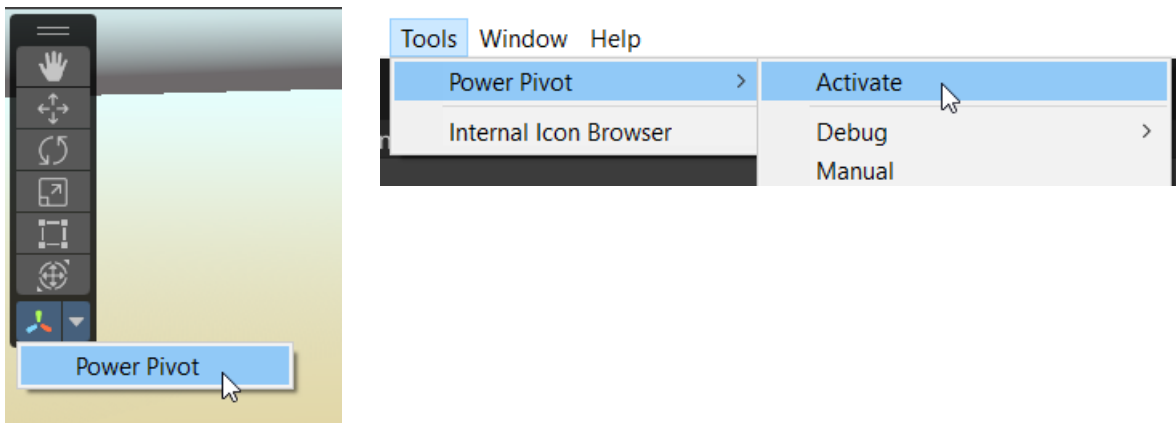 Power Pivot
Tools Window Help
Power Pivot
Activate
Internal Icon Browser
Debug
Manual